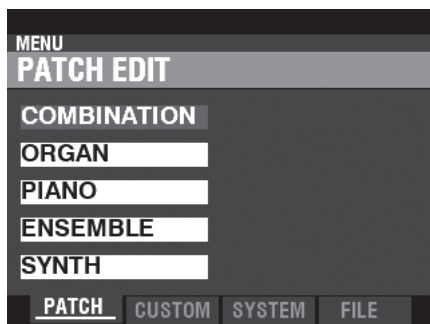 MENU
PATCH EDIT
COMBINATION
ORGAN
PIANO
ENSEMBLE
SYNTH
PATCH CUSTOM SYSTEM FILE